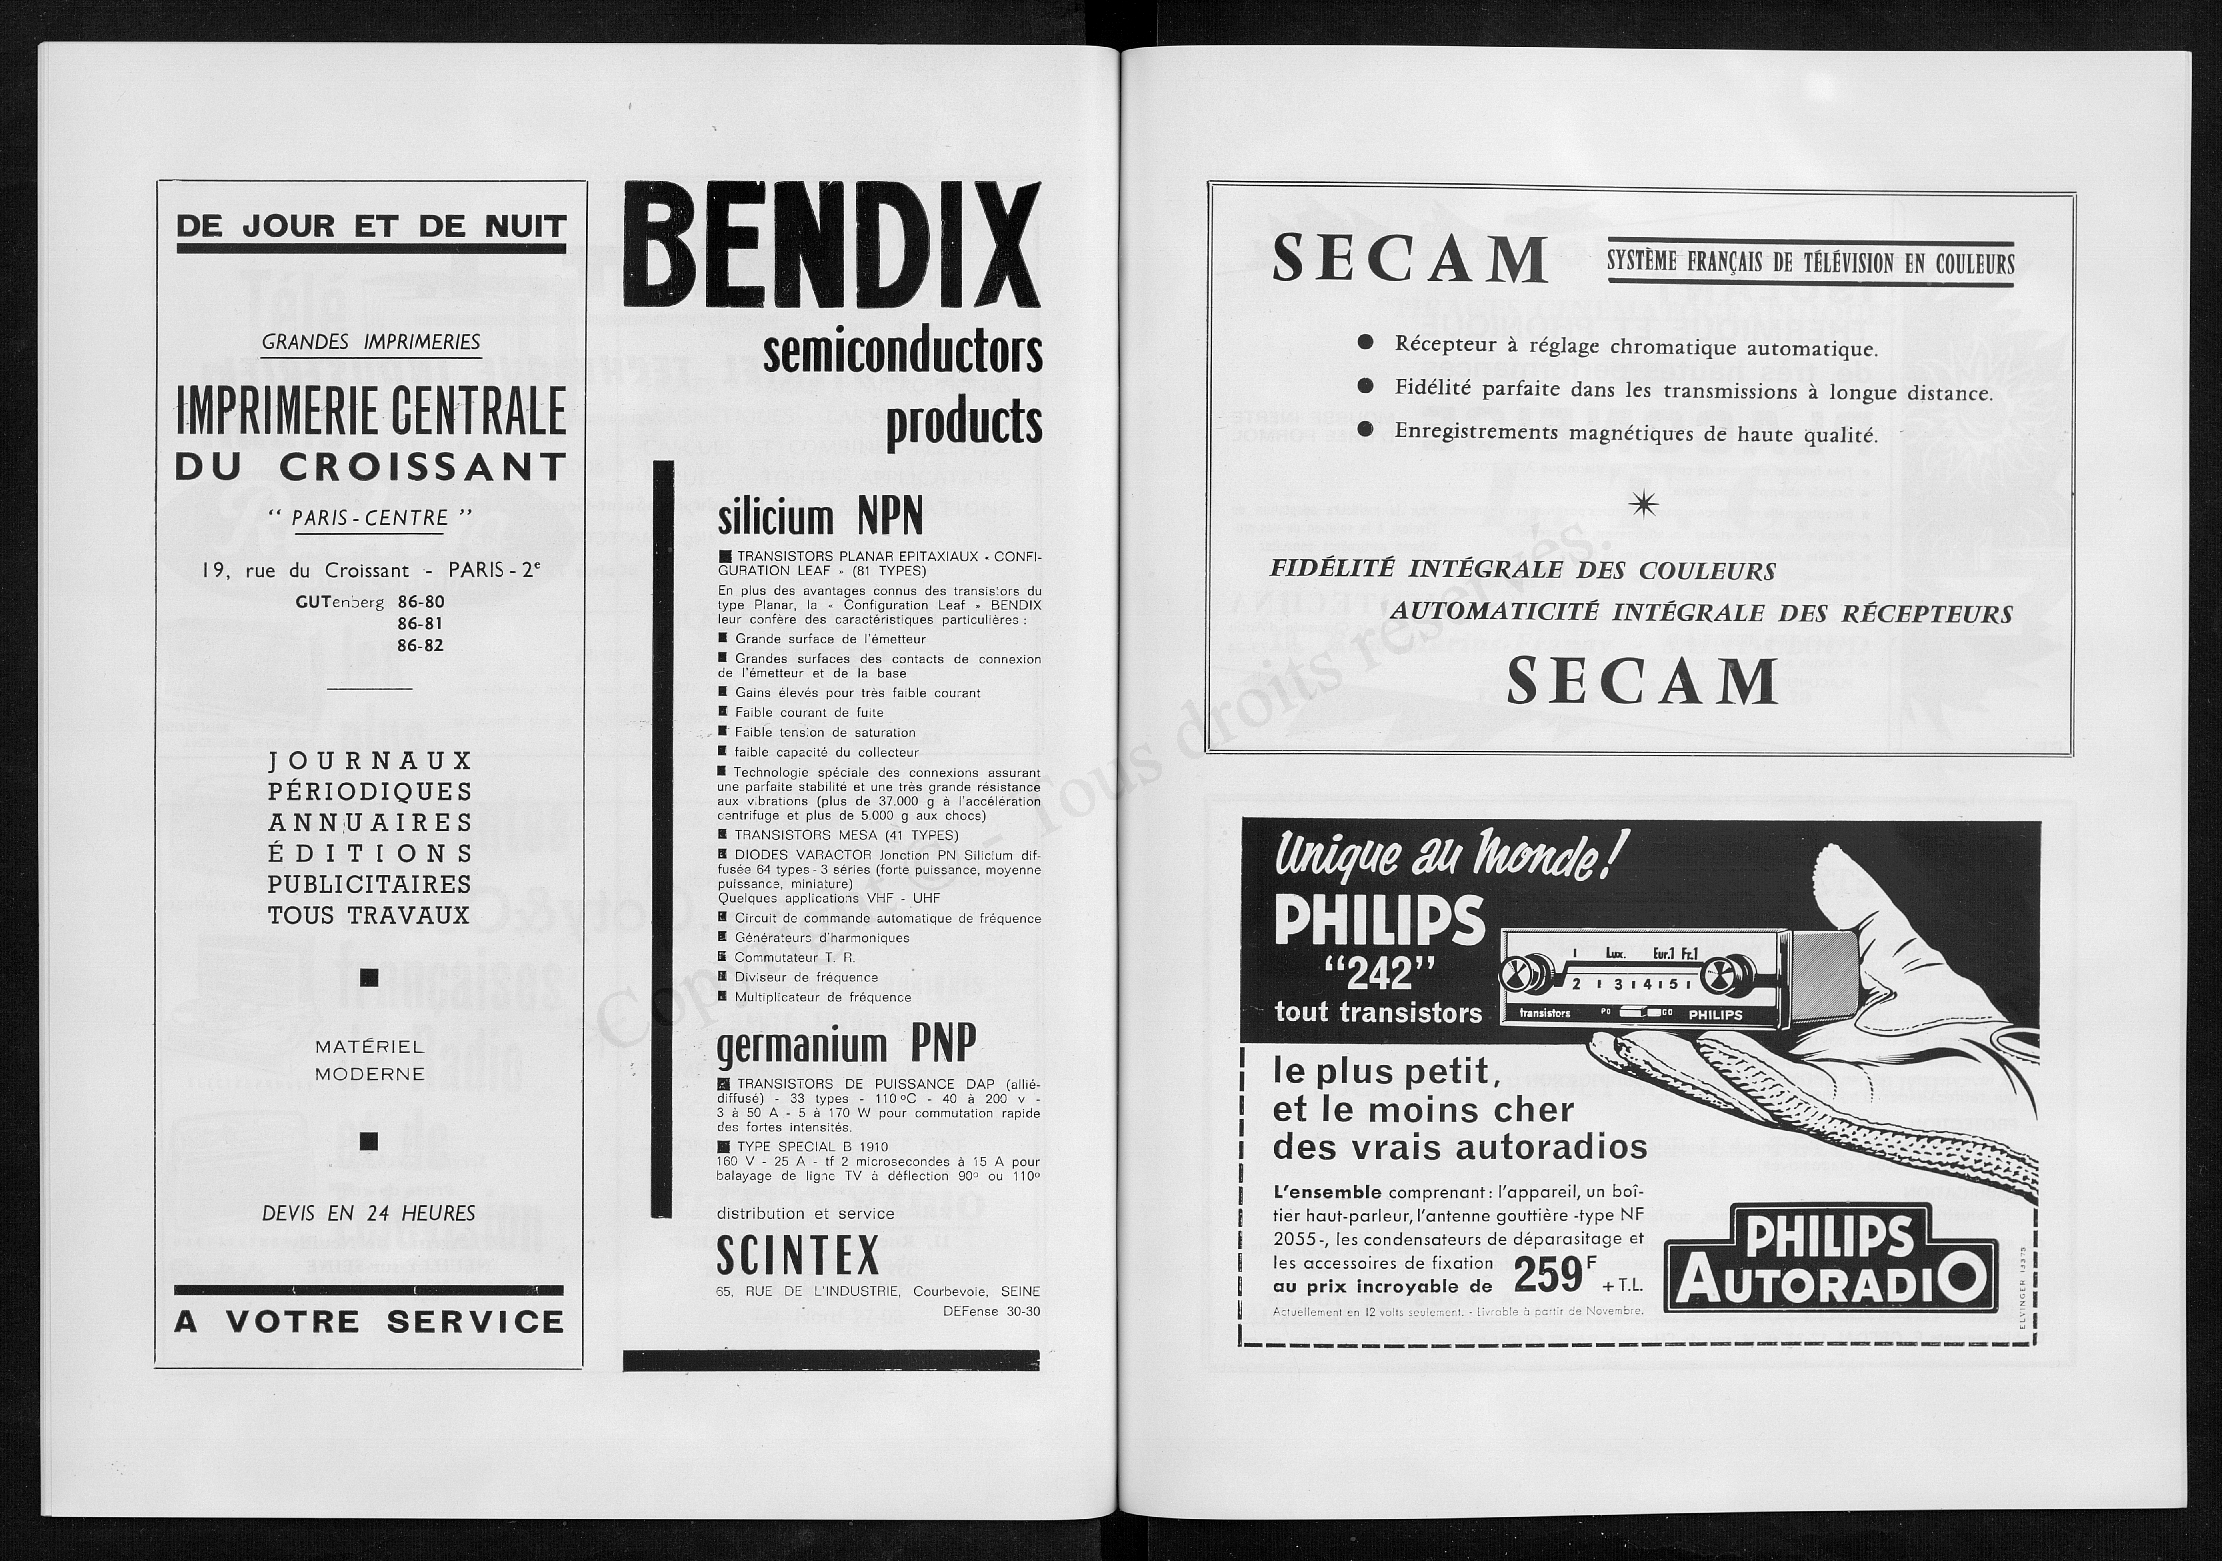 DE JOUR ET DE NUIT
GRANDES IMPRIMERIES
IMPRIMERIE CENTRALE
DU CROISSANT
“ PARIS - CENTRE ”
19, rue du Croissant - PARIS - 2e
GUTenberg 86-80
86-81
86-82
JOURNAUX
PÉRIODIQUES
ANNUAIRES
ÉDITIONS
PUBLICITAIRES
TOUS TRAVAUX
MATÉRIEL
MODERNE
DEVIS EN 24 HEURES
A VOTRE SERVICE
BENDIX
semiconductors
products
silicium NPN
■ TRANSISTORS PLANAR EPITAXIAUX « CONFI-
GURATION LEAF » (81 TYPES)
En plus des avantages connus des transistors du
type Planar, la « Configuration Leaf » BENDIX
leur confère des caractéristiques particulières :
■ Grande surface de l'émetteur
■ Grandes surfaces des contacts de connexion
de l'émetteur et de la base
■ Gains élevés pour très faible courant
■ Faible courant de fuite
■ Faible tension de saturation
■ faible capacité du collecteur
■ Technologie spéciale des connexions assurant
une parfaite stabilité et une très grande résistance
aux vibrations (plus de 37.000 g à l'accélération
centrifuge et plus de 5.000 g aux chocs)
■ TRANSISTORS MESA (41 TYPES)
■ DIODES VARACTOR Jonction PN Silicium dif-
fusée 64 types - 3 séries (forte puissance, moyenne
puissance, miniature)
Quelques applications VHF - UHF
■ Circuit de commande automatique de fréquence
■ Générateurs d'harmoniques
■ Commutateur T. R.
■ Diviseur de fréquence
■ Multiplicateur de fréquence
germanium PNP
■ TRANSISTORS DE PUISSANCE DAP (allié-
diffusé) - 33 types - 110 ºC - 40 à 200 v -
3 à 50 A - 5 à 170 W pour commutation rapide
des fortes intensités.
■ TYPE SPECIAL B 1910
160 V - 25 A - tf 2 microsecondes à 15 A pour
balayage de ligne TV à déflection 90º ou 110º
distribution et service
SCINTEX
65, RUE DE L'INDUSTRIE, Courbevoie, SEINE
DEFense 30-30
SECAM SYSTÈME FRANÇAIS DE TÉLÉVISION EN COULEURS
● Récepteur à réglage chromatique automatique.
● Fidélité parfaite dans les transmissions à longue distance.
● Enregistrements magnétiques de haute qualité.
FIDÉLITÉ INTÉGRALE DES COULEURS
AUTOMATICITÉ INTÉGRALE DES RÉCEPTEURS
SECAM
Unique au Monde !
PHILIPS
“242”
tout transistors
Lux. Eur.1 Fr.1
2 3 4 5
transistors PO GO PHILIPS
le plus petit,
et le moins cher
des vrais autoradios
L'ensemble comprenant : l'appareil, un boî-
tier haut-parleur, l'antenne gouttière -type NF
2055-, les condensateurs de déparasitage et
les accessoires de fixation
au prix incroyable de 259F + T.L.
Actuellement en 12 volts seulement. - Livrable à partir de Novembre.
PHILIPS
AUTORADIO
Copyright © - Tous droits réservés.